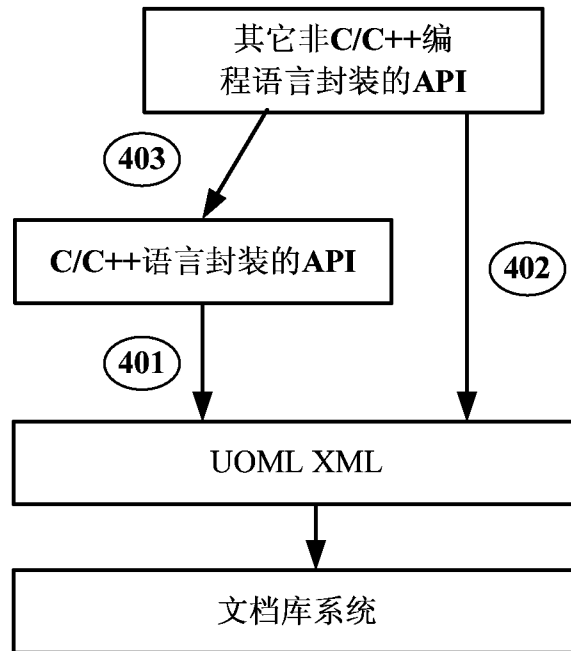 其它非C/C++编
程语言封装的API
403
C/C++语言封装的API
402
401
UOML XML
文档库系统